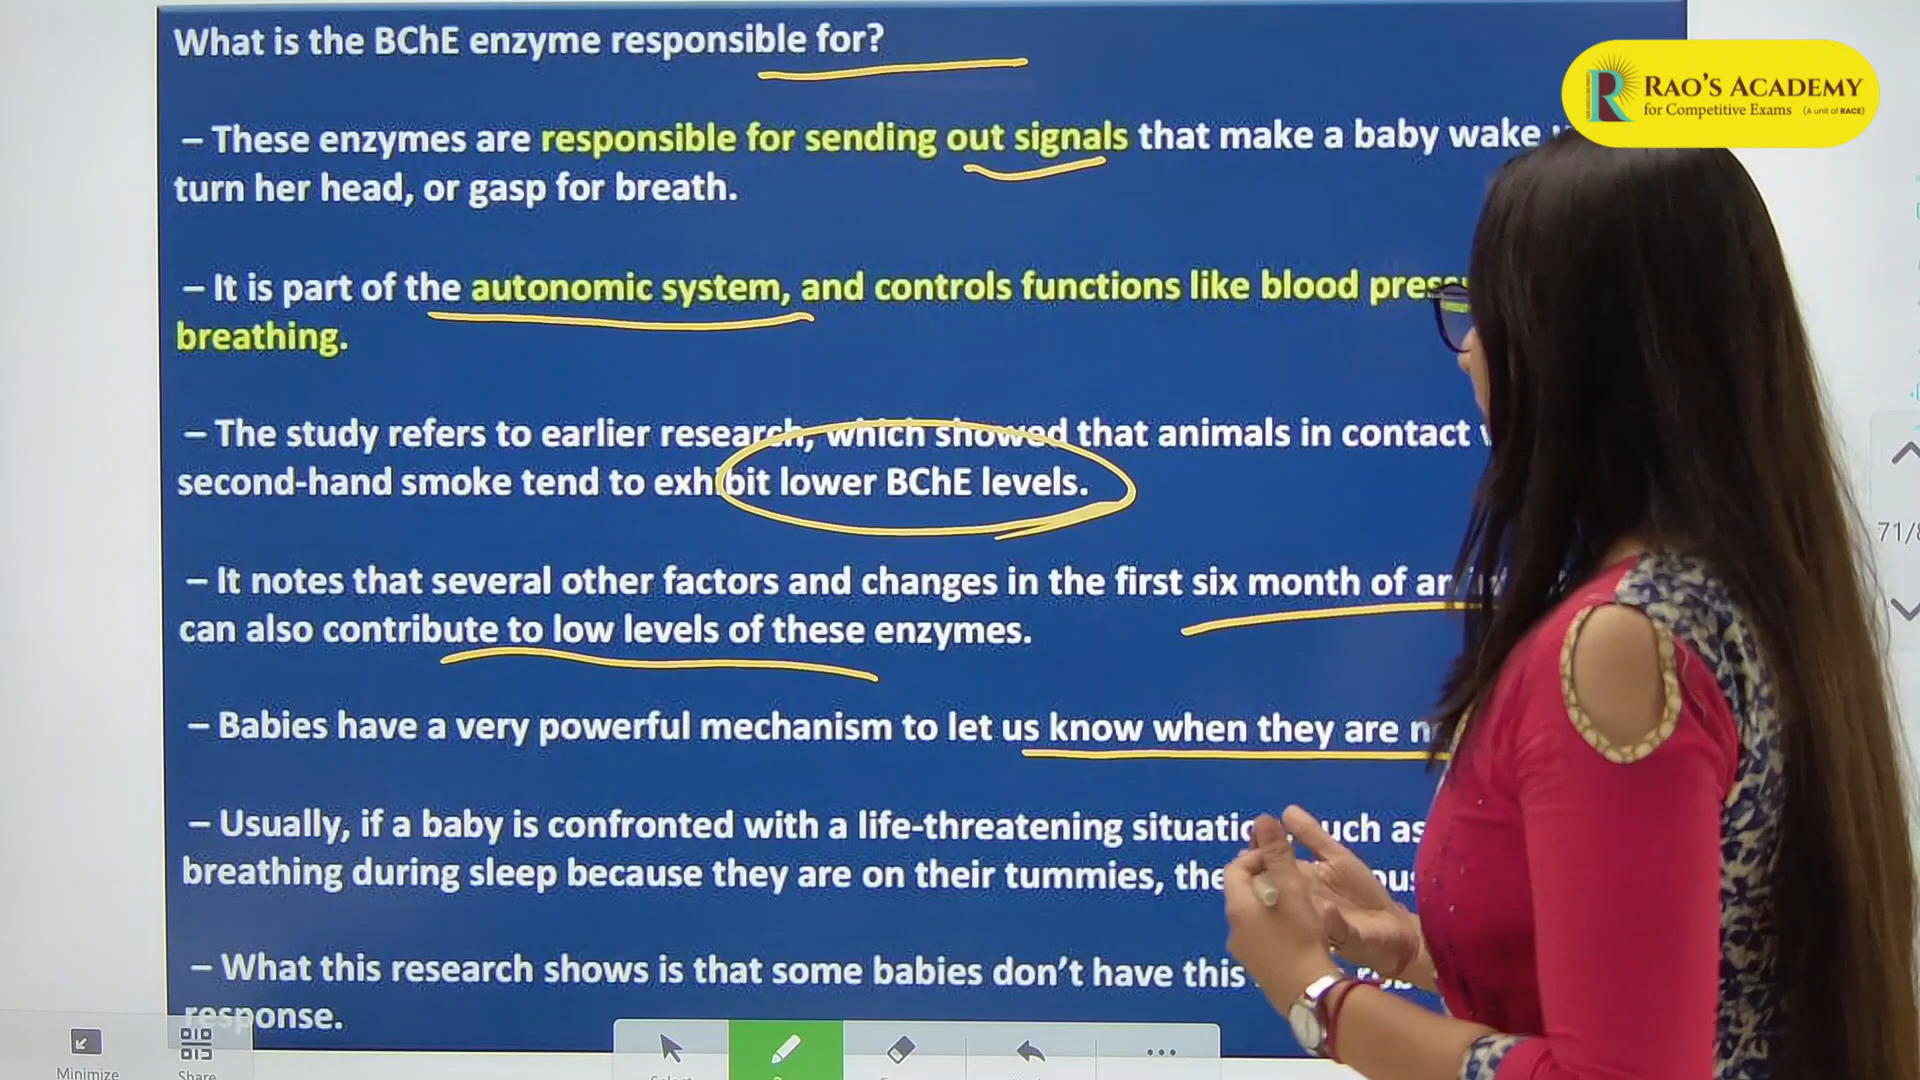 What is the BChE enzyme responsible for?
RAO'S ACADEMY
for Competitive Exams (A unit of RACE)
– These enzymes are responsible for sending out signals that make a baby wake
turn her head, or gasp for breath.
– It is part of the autonomic system, and controls functions like blood
breathing.
– The study refers to earlier research, which showed that animals in contact
second-hand smoke tend to exhibit lower BChE levels.
71/8
– It notes that several other factors and changes in the first six month of
can also contribute to low levels of these enzymes.
– Babies have a very powerful mechanism to let us know when they are
– Usually, if a baby is confronted with a life-threatening such as
breathing during sleep because they are on their tummies,
– What this research shows is that some babies don't have this
response.
Minimize
Share
Select